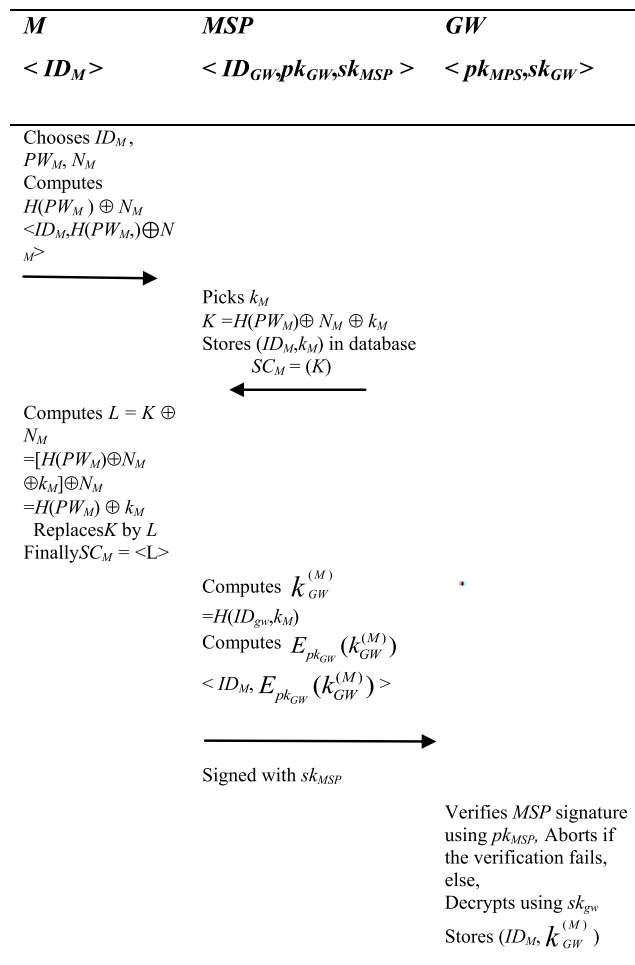 M MSP GW
< ID_M > < ID_GW,pk_GW,sk_MSP > < pk_MPS,sk_GW >
Chooses ID_M ,
PW_M, N_M
Computes
H(PW_M ) ⊕ N_M
<ID_M,H(PW_M,)⊕N
_M>
Picks k_M
K =H(PW_M)⊕ N_M ⊕ k_M
Stores (ID_M,k_M) in database
SC_M = (K)
Computes L = K ⊕
N_M
=[H(PW_M)⊕N_M
⊕k_M]⊕N_M
=H(PW_M) ⊕ k_M
ReplacesK by L
FinallySC_M = <L>
Computes k_GW^(M)
=H(ID_gw,k_M)
Computes E_pk_GW(k_GW^(M))
< ID_M, E_pk_GW(k_GW^(M)) >
Signed with sk_MSP
Verifies MSP signature
using pk_MSP, Aborts if
the verification fails,
else,
Decrypts using sk_gw
Stores (ID_M, k_GW^(M) )